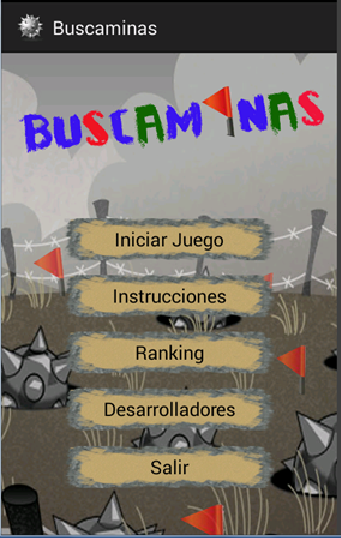 Buscaminas
BUSCAMINAS
Iniciar Juego
Instrucciones
Ranking
Desarrolladores
Salir